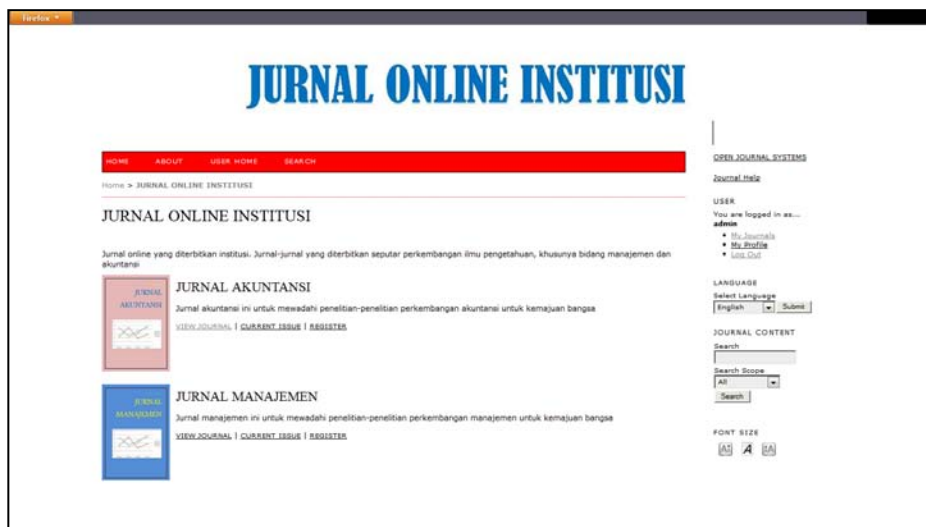 Firefox
JURNAL ONLINE INSTITUSI
HOME ABOUT USER HOME SEARCH
Home > JURNAL ONLINE INSTITUSI
JURNAL ONLINE INSTITUSI
Jurnal online yang diterbitkan institusi. Jurnal-jurnal yang diterbitkan seputar perkembangan ilmu pengetahuan, khusunya bidang manajemen dan
akuntansi
JURNAL
AKUNTANSI
JURNAL AKUNTANSI
Jurnal akuntansi ini untuk mewadahi penelitian-penelitian perkembangan akuntansi untuk kemajuan bangsa
VIEW JOURNAL | CURRENT ISSUE | REGISTER
JURNAL
MANAJEMEN
JURNAL MANAJEMEN
Jurnal manajemen ini untuk mewadahi penelitian-penelitian perkembangan manajemen untuk kemajuan bangsa
VIEW JOURNAL | CURRENT ISSUE | REGISTER
OPEN JOURNAL SYSTEMS
Journal Help
USER
You are logged in as...
admin
My Journals
My Profile
Log Out
LANGUAGE
Select Language
English Submit
JOURNAL CONTENT
Search
Search Scope
All
Search
FONT SIZE
A A A